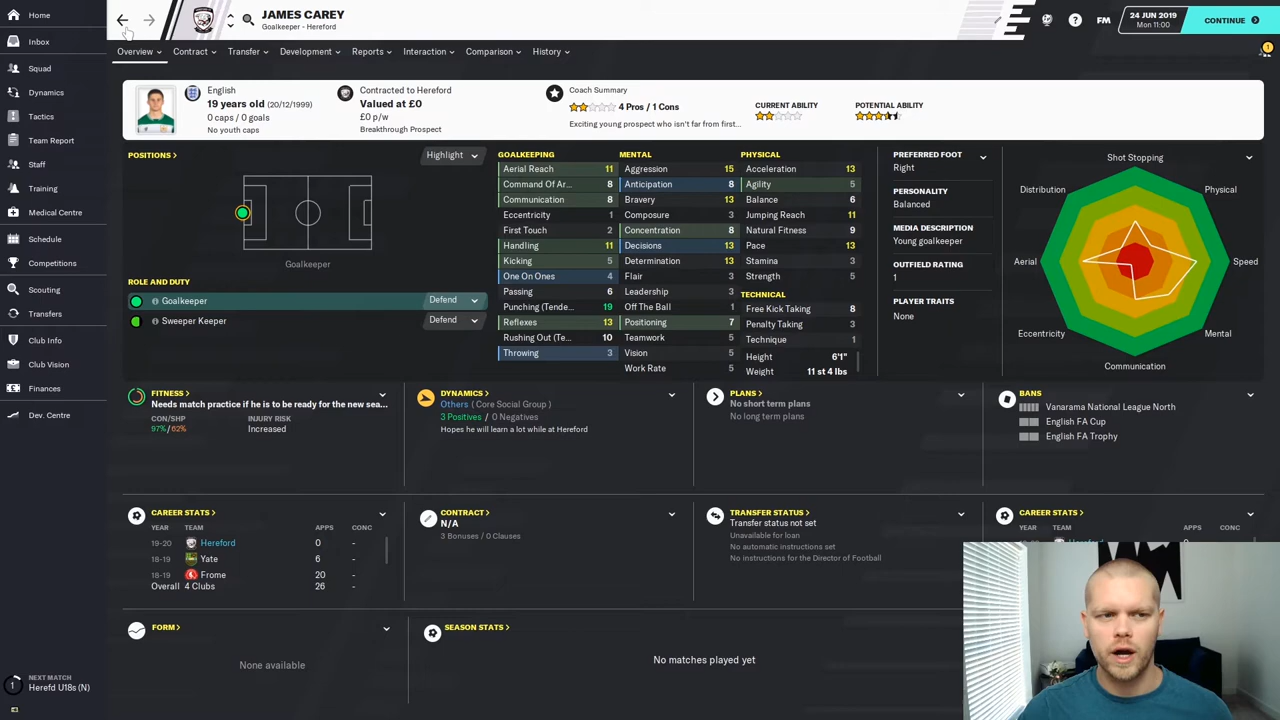 Home
Inbox
Squad
Dynamics
Tactics
Team Report
Staff
Training
Medical Centre
Schedule
Competitions
Scouting
Transfers
Club Info
Club Vision
Finances
Dev. Centre
NEXT MATCH
1
Herefd U18s (N)
JAMES CAREY
Goalkeeper - Hereford
FM
24 JUN 2019
Mon 11:00
CONTINUE
Overview
Contract
Transfer
Development
Reports
Interaction
Comparison
History
1
English
19 years old (20/12/1999)
0 caps / 0 goals
No youth caps
Contracted to Hereford
Valued at £0
£0 p/w
Breakthrough Prospect
Coach Summary
4 Pros / 1 Cons
Exciting young prospect who isn't far from first...
CURRENT ABILITY
POTENTIAL ABILITY
POSITIONS >
Highlight
Goalkeeper
ROLE AND DUTY
Goalkeeper Defend
Sweeper Keeper Defend
GOALKEEPING
Aerial Reach 11
Command Of Ar... 8
Communication 8
Eccentricity 1
First Touch 2
Handling 11
Kicking 5
One On Ones 4
Passing 6
Punching (Tende... 19
Reflexes 13
Rushing Out (Te... 10
Throwing 3
MENTAL
Aggression 15
Anticipation 8
Bravery 13
Composure 3
Concentration 8
Decisions 13
Determination 13
Flair 3
Leadership 3
Off The Ball 1
Positioning 7
Teamwork 5
Vision 5
Work Rate 5
PHYSICAL
Acceleration 13
Agility 5
Balance 6
Jumping Reach 11
Natural Fitness 9
Pace 13
Stamina 3
Strength 5
TECHNICAL
Free Kick Taking 8
Penalty Taking 3
Technique 1
Height 6'1"
Weight 11 st 4 lbs
PREFERRED FOOT
Right
PERSONALITY
Balanced
MEDIA DESCRIPTION
Young goalkeeper
OUTFIELD RATING
1
PLAYER TRAITS
None
Shot Stopping
Distribution
Physical
Aerial
Speed
Eccentricity
Mental
Communication
FITNESS >
Needs match practice if he is to be ready for the new sea...
CON/SHP
97%/62%
INJURY RISK
Increased
DYNAMICS >
Others ( Core Social Group )
3 Positives / 0 Negatives
Hopes he will learn a lot while at Hereford
PLANS >
No short term plans
No long term plans
BANS
Vanarama National League North
English FA Cup
English FA Trophy
CAREER STATS >
YEAR TEAM APPS CONC
19-20 Hereford 0 -
18-19 Yate 6 -
18-19 Frome 20 -
Overall 4 Clubs 26 -
CONTRACT >
N/A
3 Bonuses / 0 Clauses
TRANSFER STATUS >
Transfer status not set
Unavailable for loan
No automatic instructions set
No instructions for the Director of Football
CAREER STATS >
YEAR TEAM APPS CONC
FORM >
None available
SEASON STATS >
No matches played yet